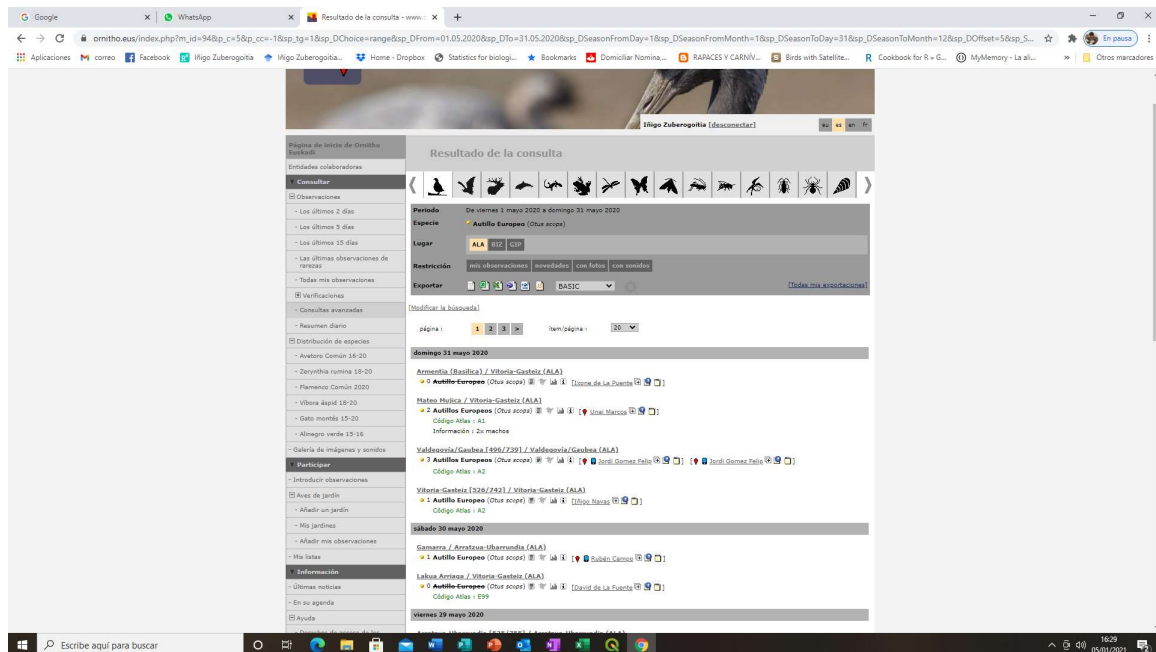 Google
WhatsApp
Resultado de la consulta - www.
ornitho.eus/index.php?m_id=94&sp_c=5&p_cc=-1&sp_tg=1&sp_DChoice=range&sp_DFrom=01.05.2020&sp_DTo=31.05.2020&sp_DSeasonFromDay=1&sp_DSeasonFromMonth=1&sp_DSeasonToDay=31&sp_DSeasonToMonth=12&sp_DOffset=5&sp_S...
En pausa
Aplicaciones correo Facebook Iñigo Zuberogoitia Iñigo Zuberogoitia... Home - Dropbox Statistics for biologi... Bookmarks Domiciliar Nomina,... RAPACES Y CARNÍV... Birds with Satellite... Cookbook for R » G... MyMemory - La ali... » Otros marcadores
Iñigo Zuberogoitia [desconectar] eu es en fr
Página de inicio de Ornitho Euskadi
Entidades colaboradoras
Consultar
Observaciones
- Los últimos 2 días
- Los últimos 5 días
- Los últimos 15 días
- Las últimas observaciones de rarezas
- Todas mis observaciones
Verificaciones
- Consultas avanzadas
- Resumen diario
Distribución de especies
- Avetoro Común 16-20
- Zerynthia rumina 18-20
- Flamenco Común 2020
- Víbora áspid 18-20
- Gato montés 15-20
- Alinegro verde 15-16
- Galería de imágenes y sonidos
Participar
- Introducir observaciones
Aves de jardín
- Añadir un jardín
- Mis jardines
- Añadir mis observaciones
- Mis listas
Información
- Últimas noticias
- En su agenda
Ayuda
Resultado de la consulta
Periodo De viernes 1 mayo 2020 a domingo 31 mayo 2020
Especie Autillo Europeo (Otus scops)
Lugar ALA BIZ GIP
Restricción mis observaciones novedades con fotos con sonidos
Exportar BASIC [Todas mis exportaciones]
[Modificar la búsqueda]
página : 1 2 3 > ítem/página : 20
domingo 31 mayo 2020
Armentia (Basílica) / Vitoria-Gasteiz (ALA)
0 Autillo Europeo (Otus scops) [Ixone de La Puente]
Mateo Mujica / Vitoria-Gasteiz (ALA)
2 Autillos Europeos (Otus scops) [Unai Marcos]
Código Atlas : A1
Información : 2x machos
Valdegovía/Gaubea [496/739] / Valdegovía/Gaubea (ALA)
3 Autillos Europeos (Otus scops) [Jordi Gomez Felip] [Jordi Gomez Felip]
Código Atlas : A2
Vitoria-Gasteiz [526/742] / Vitoria-Gasteiz (ALA)
1 Autillo Europeo (Otus scops) [Iñigo Navas]
Código Atlas : A2
sábado 30 mayo 2020
Gamarra / Arratzua-Ubarrundia (ALA)
1 Autillo Europeo (Otus scops) [Rubén Campo]
Lakua Arriaga / Vitoria-Gasteiz (ALA)
0 Autillo Europeo (Otus scops) [David de La Fuente]
Código Atlas : E99
viernes 29 mayo 2020
Escribe aquí para buscar
16:29
05/01/2021